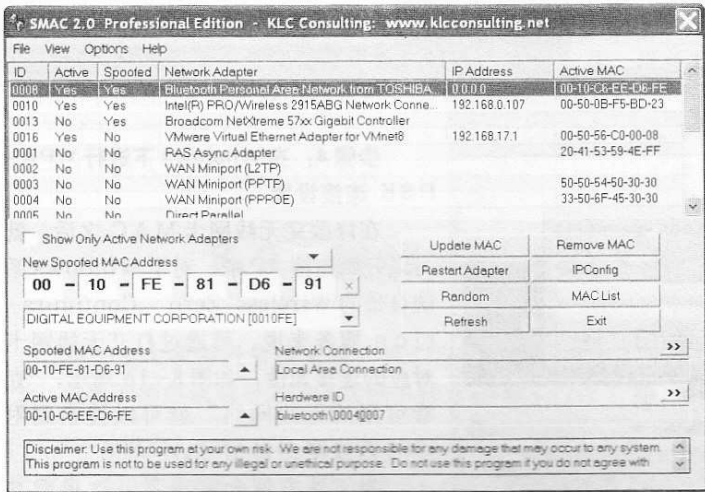 SMAC 2.0 Professional Edition - KLC Consulting: www.klcconsulting.net
File View Options Help
ID Active Spoofed Network Adapter IP Address Active MAC
0008 Yes Yes Bluetooth Personal Area Network from TOSHIBA 0.0.0.0 00-10-C6-EE-D6-FE
0010 Yes Yes Intel(R) PRO/Wireless 2915ABG Network Conne... 192.168.0.107 00-50-0B-F5-BD-23
0013 No Yes Broadcom NetXtreme 57xx Gigabit Controller
0016 Yes No VMware Virtual Ethernet Adapter for VMnet8 192.168.17.1 00-50-56-C0-00-08
0001 No No RAS Async Adapter 20-41-53-59-4E-FF
0002 No No WAN Miniport (L2TP)
0003 No No WAN Miniport (PPTP) 50-50-54-50-30-30
0004 No No WAN Miniport (PPPOE) 33-50-6F-45-30-30
0005 No No Direct Parallel
Show Only Active Network Adapters
New Spoofed MAC Address
00 - 10 - FE - 81 - D6 - 91 x
DIGITAL EQUIPMENT CORPORATION [0010FE]
Update MAC Remove MAC
Restart Adapter IPConfig
Random MAC List
Refresh Exit
Spoofed MAC Address
00-10-FE-81-D6-91
Network Connection >>
Local Area Connection
Active MAC Address
00-10-C6-EE-D6-FE
Hardware ID >>
bluetooth\00040007
Disclaimer: Use this program at your own risk. We are not responsible for any damage that may occur to any system.
This program is not to be used for any illegal or unethical purpose. Do not use this program if you do not agree with